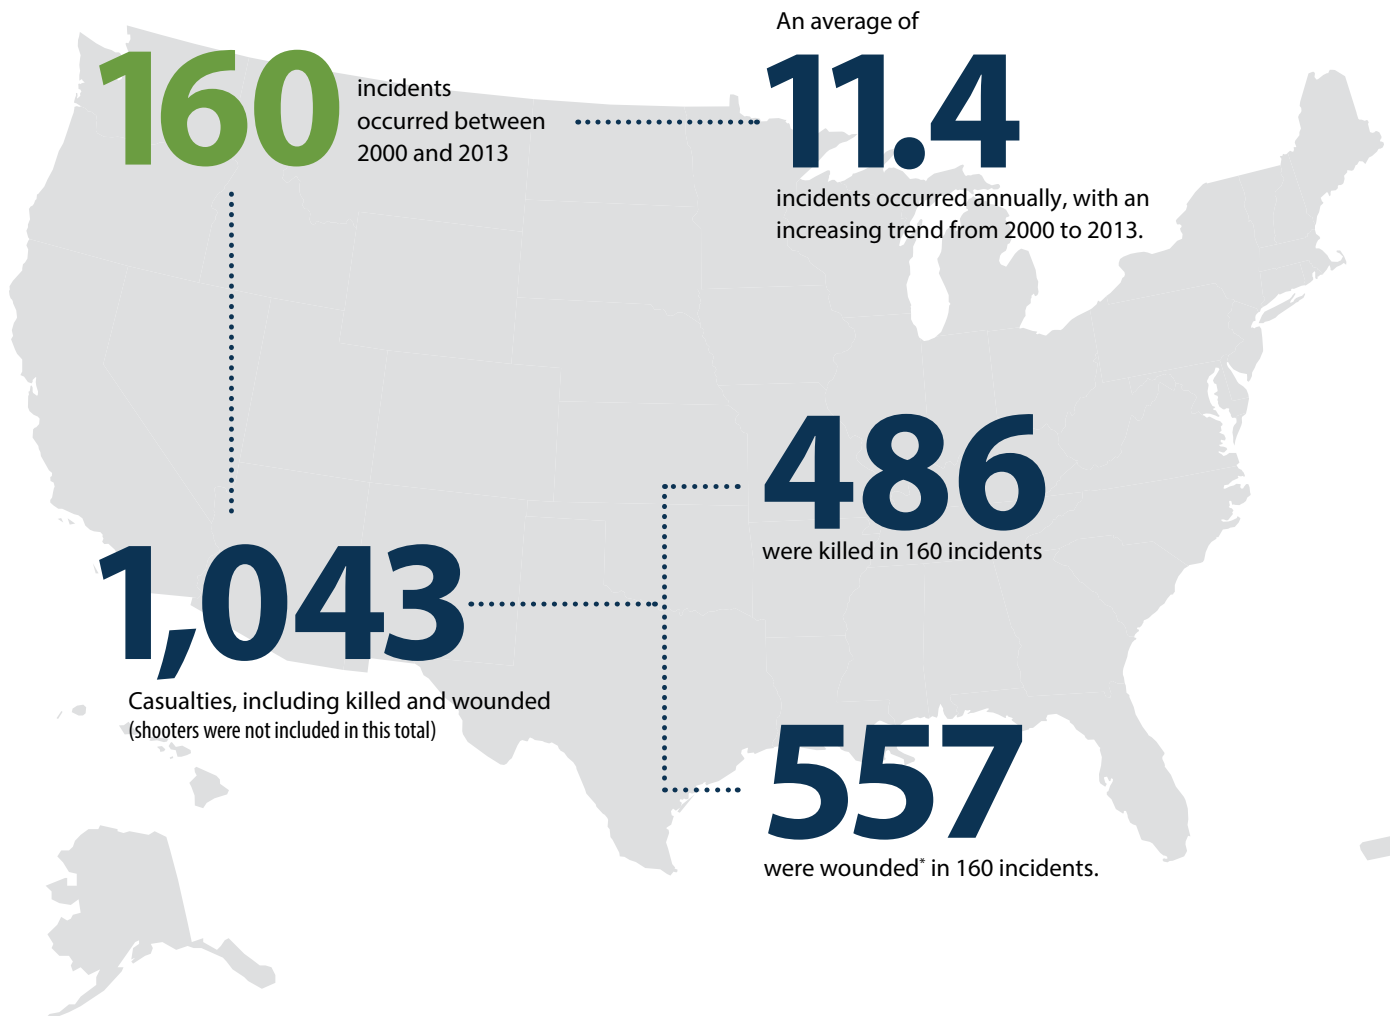 160
incidents
occurred between
2000 and 2013
An average of
11.4
incidents occurred annually, with an
increasing trend from 2000 to 2013.
1,043
Casualties, including killed and wounded
(shooters were not included in this total)
486
were killed in 160 incidents
557
were wounded* in 160 incidents.